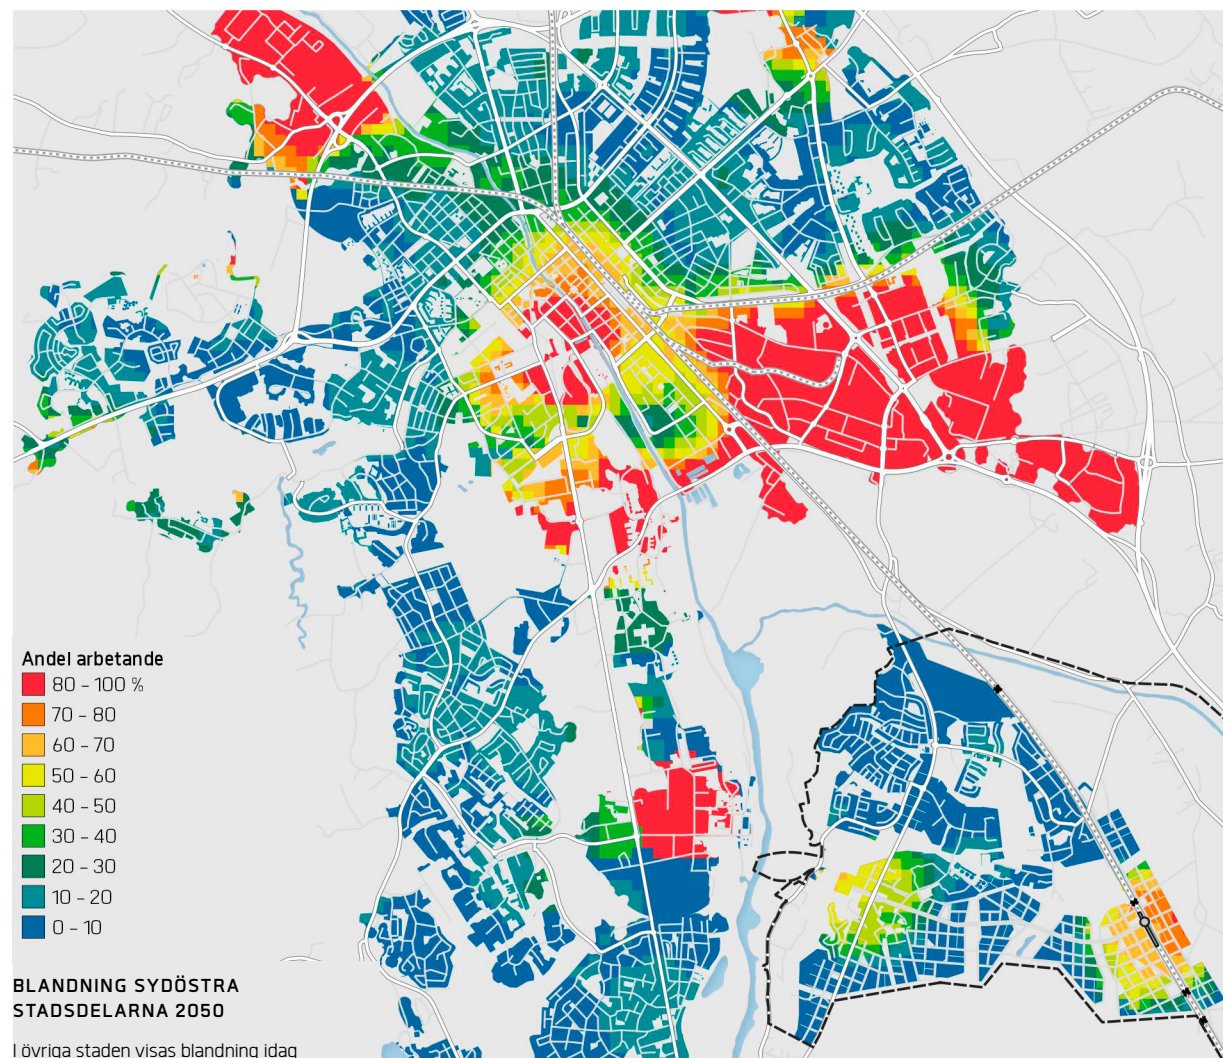 Andel arbetande
80 – 100 %
70 – 80
60 – 70
50 – 60
40 – 50
30 – 40
20 – 30
10 – 20
0 – 10
BLANDNING SYDÖSTRA
STADSDELARNA 2050
I övriga staden visas blandning idag